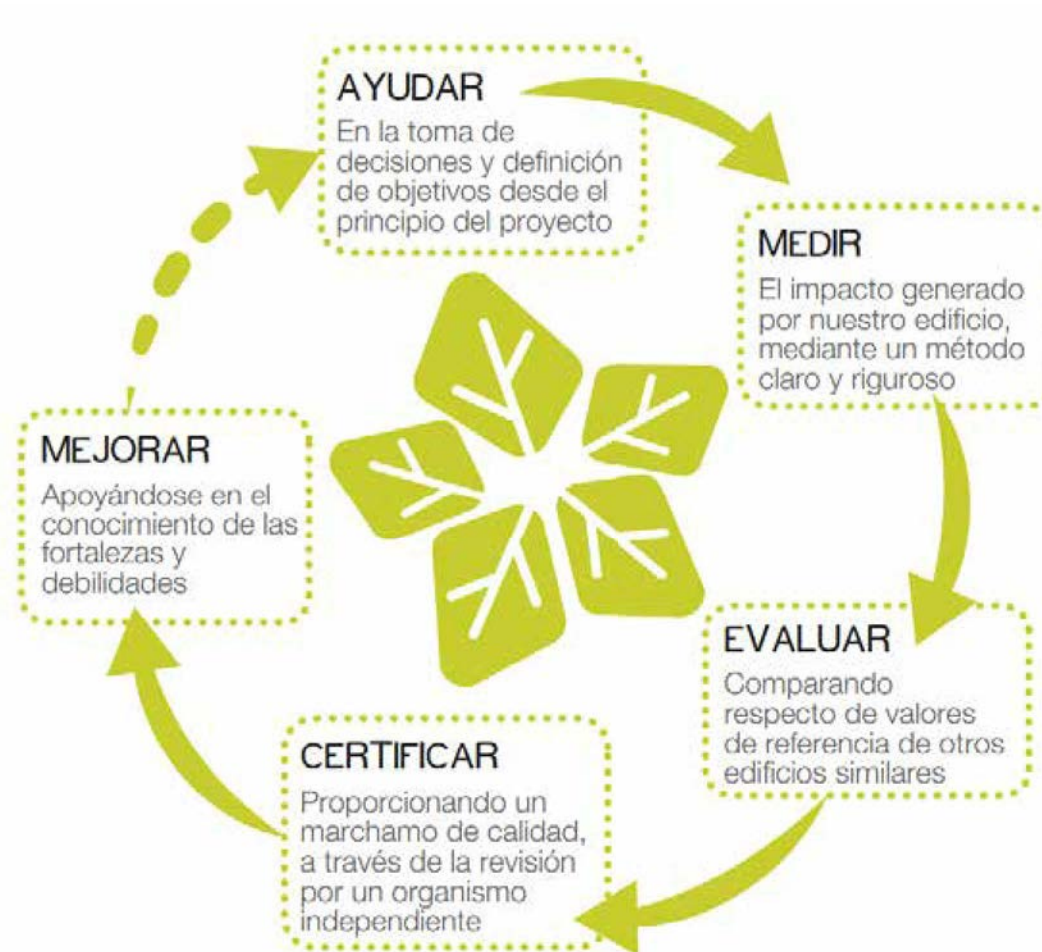 AYUDAR
En la toma de
decisiones y definición
de objetivos desde el
principio del proyecto
MEDIR
El impacto generado
por nuestro edificio,
mediante un método
claro y riguroso
EVALUAR
Comparando
respecto de valores
de referencia de otros
edificios similares
CERTIFICAR
Proporcionando un
marchamo de calidad,
a través de la revisión
por un organismo
independiente
MEJORAR
Apoyándose en el
conocimiento de las
fortalezas y
debilidades